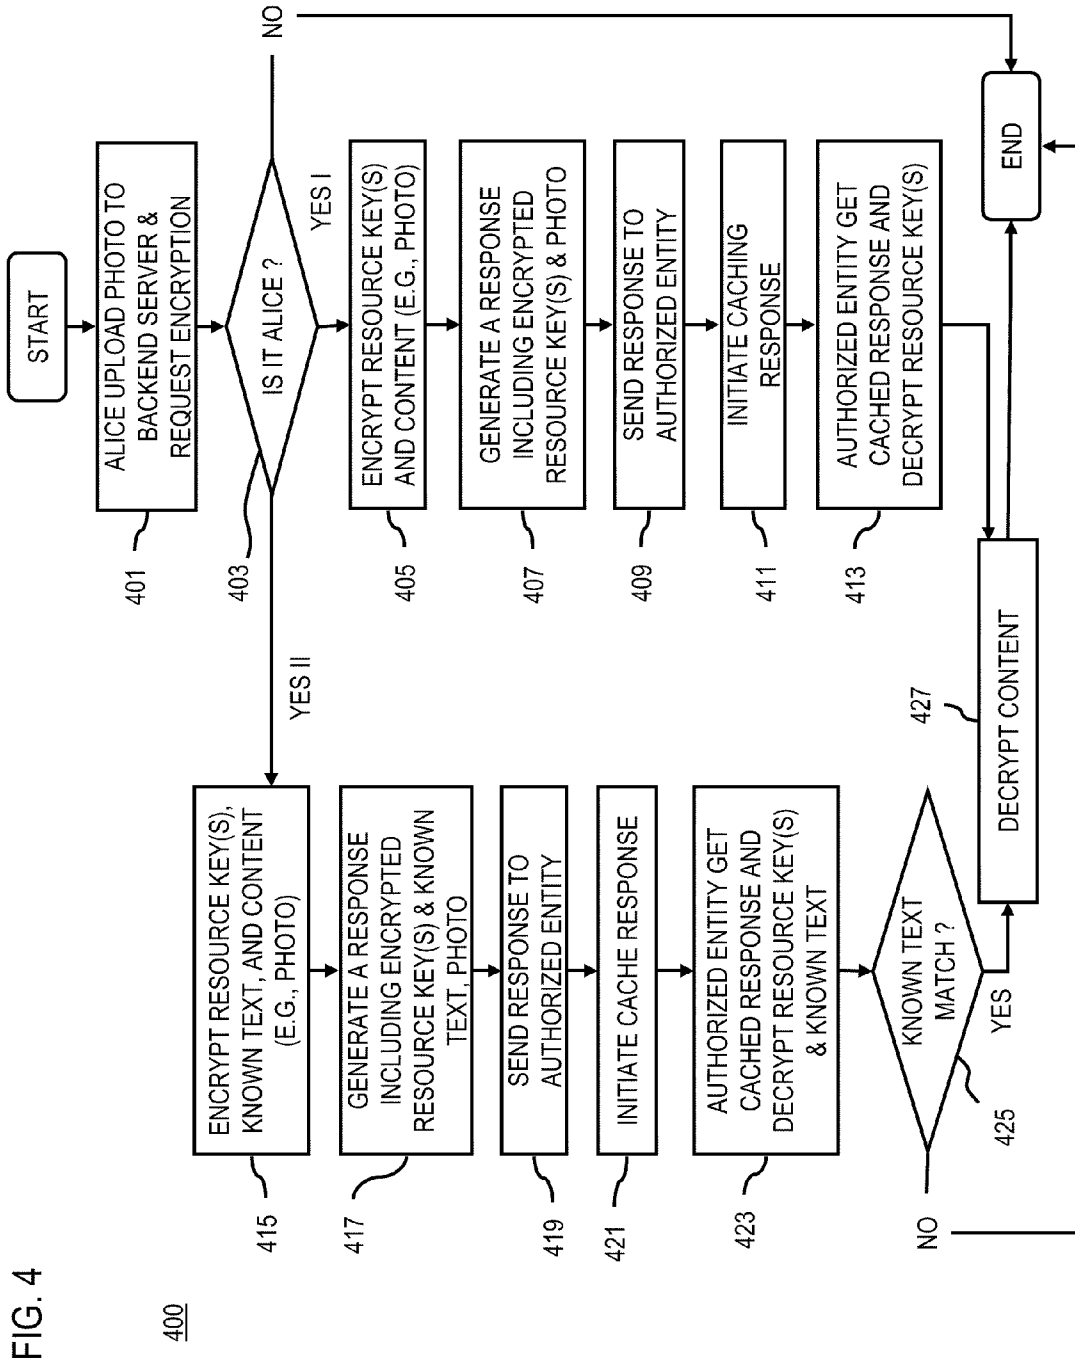 FIG. 4
400
START
ALICE UPLOAD PHOTO TO
BACKEND SERVER &
REQUEST ENCRYPTION
401
IS IT ALICE ?
403
NO
YES I
YES II
ENCRYPT RESOURCE KEY(S)
AND CONTENT (E.G., PHOTO)
405
GENERATE A RESPONSE
INCLUDING ENCRYPTED
RESOURCE KEY(S) & PHOTO
407
SEND RESPONSE TO
AUTHORIZED ENTITY
409
INITIATE CACHING
RESPONSE
411
AUTHORIZED ENTITY GET
CACHED RESPONSE AND
DECRYPT RESOURCE KEY(S)
413
ENCRYPT RESOURCE KEY(S),
KNOWN TEXT, AND CONTENT
(E.G., PHOTO)
415
GENERATE A RESPONSE
INCLUDING ENCRYPTED
RESOURCE KEY(S) & KNOWN
TEXT, PHOTO
417
SEND RESPONSE TO
AUTHORIZED ENTITY
419
INITIATE CACHE RESPONSE
421
AUTHORIZED ENTITY GET
CACHED RESPONSE AND
DECRYPT RESOURCE KEY(S)
& KNOWN TEXT
423
KNOWN TEXT
MATCH ?
425
NO
YES
DECRYPT CONTENT
427
END